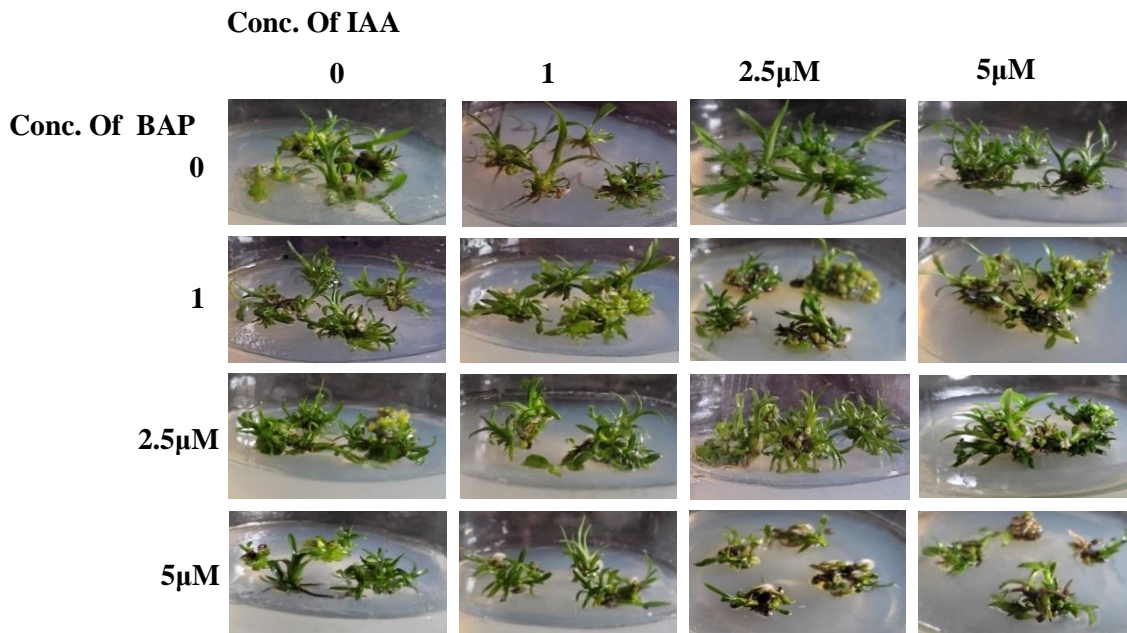 Conc. Of IAA
0 1 2.5μM 5μM
Conc. Of BAP
0
1
2.5μM
5μM